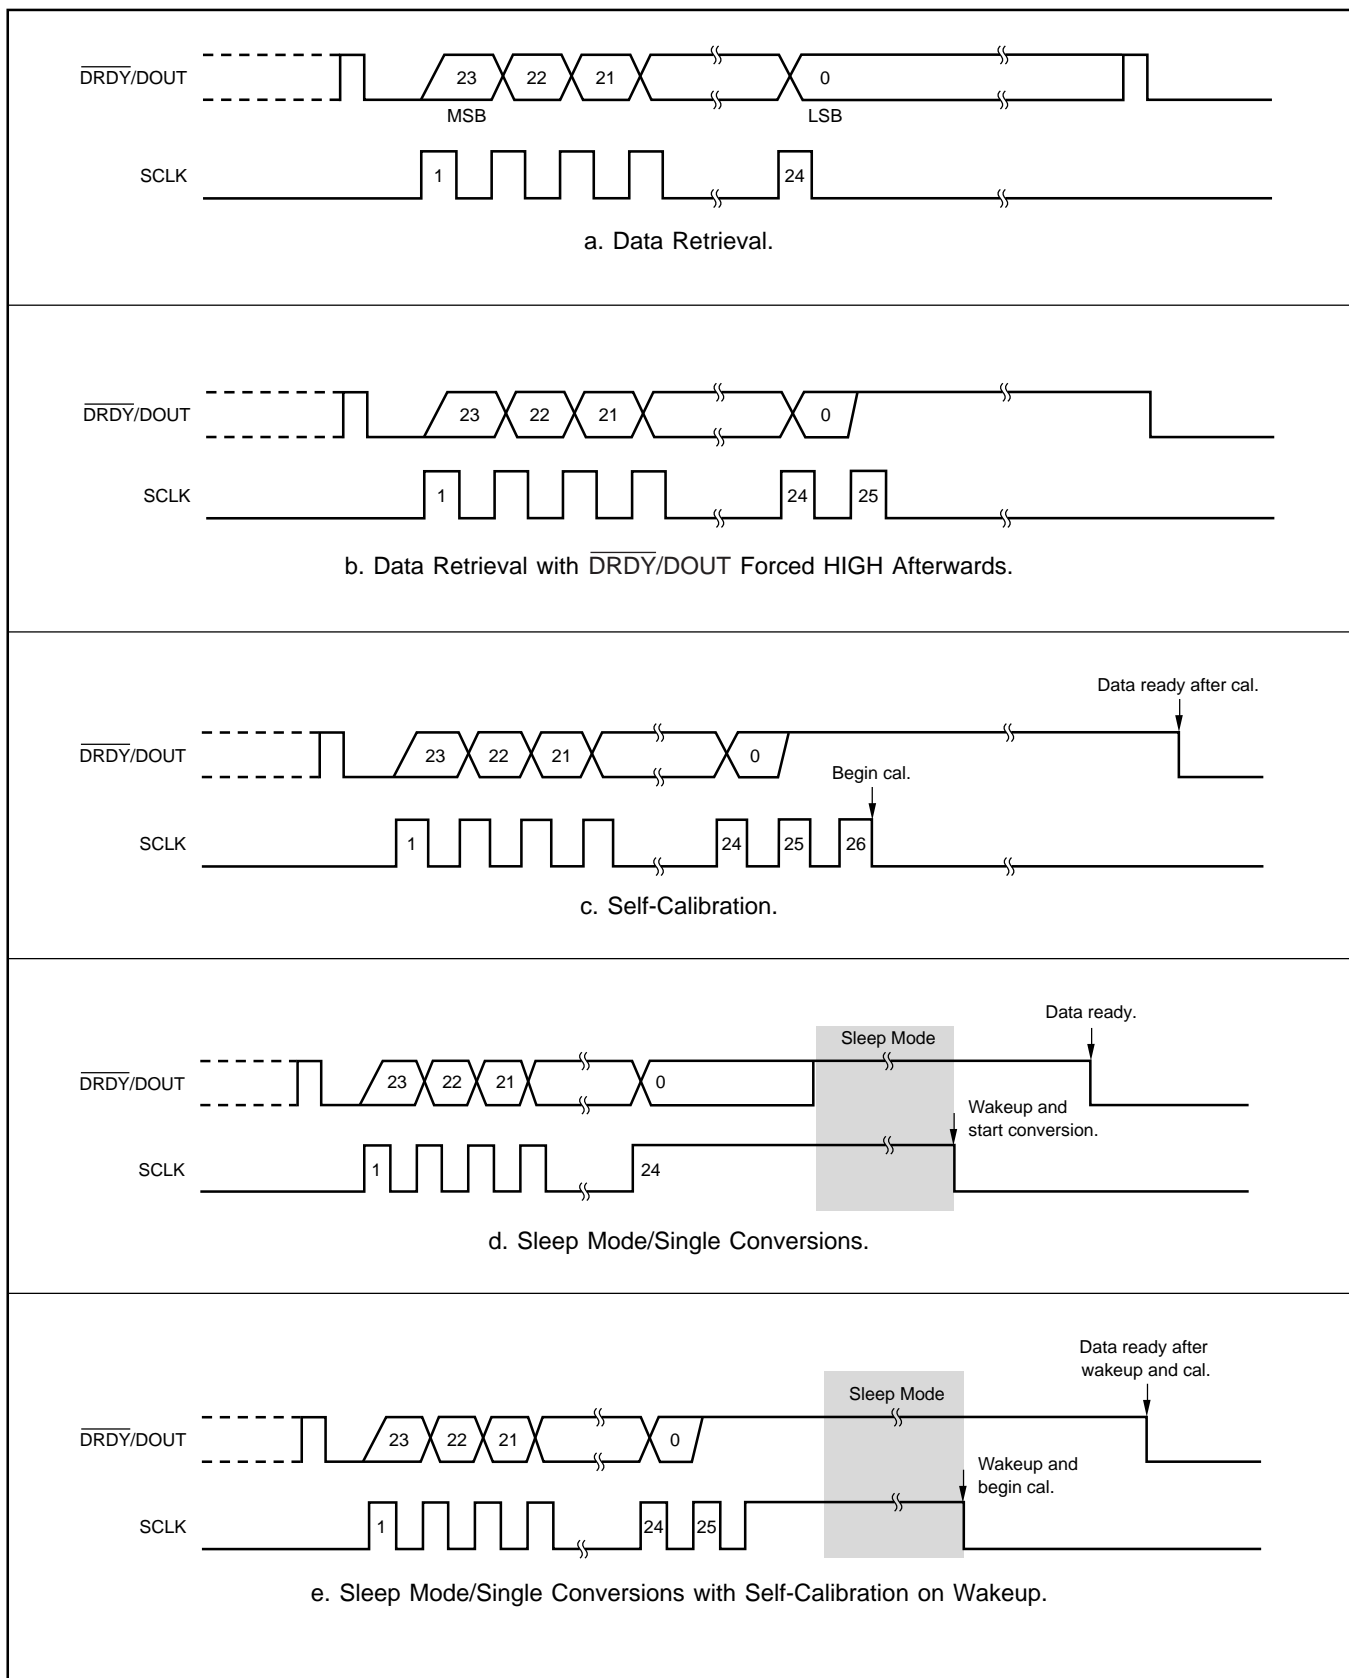 DRDY/DOUT 23 22 21 0
MSB LSB
SCLK 1 24
a. Data Retrieval.
DRDY/DOUT 23 22 21 0
SCLK 1 24 25
b. Data Retrieval with DRDY/DOUT Forced HIGH Afterwards.
Data ready after cal.
DRDY/DOUT 23 22 21 0
Begin cal.
SCLK 1 24 25 26
c. Self-Calibration.
Data ready.
Sleep Mode
DRDY/DOUT 23 22 21 0
Wakeup and
start conversion.
SCLK 1 24
d. Sleep Mode/Single Conversions.
Data ready after
wakeup and cal.
Sleep Mode
DRDY/DOUT 23 22 21 0
Wakeup and
begin cal.
SCLK 1 24 25
e. Sleep Mode/Single Conversions with Self-Calibration on Wakeup.